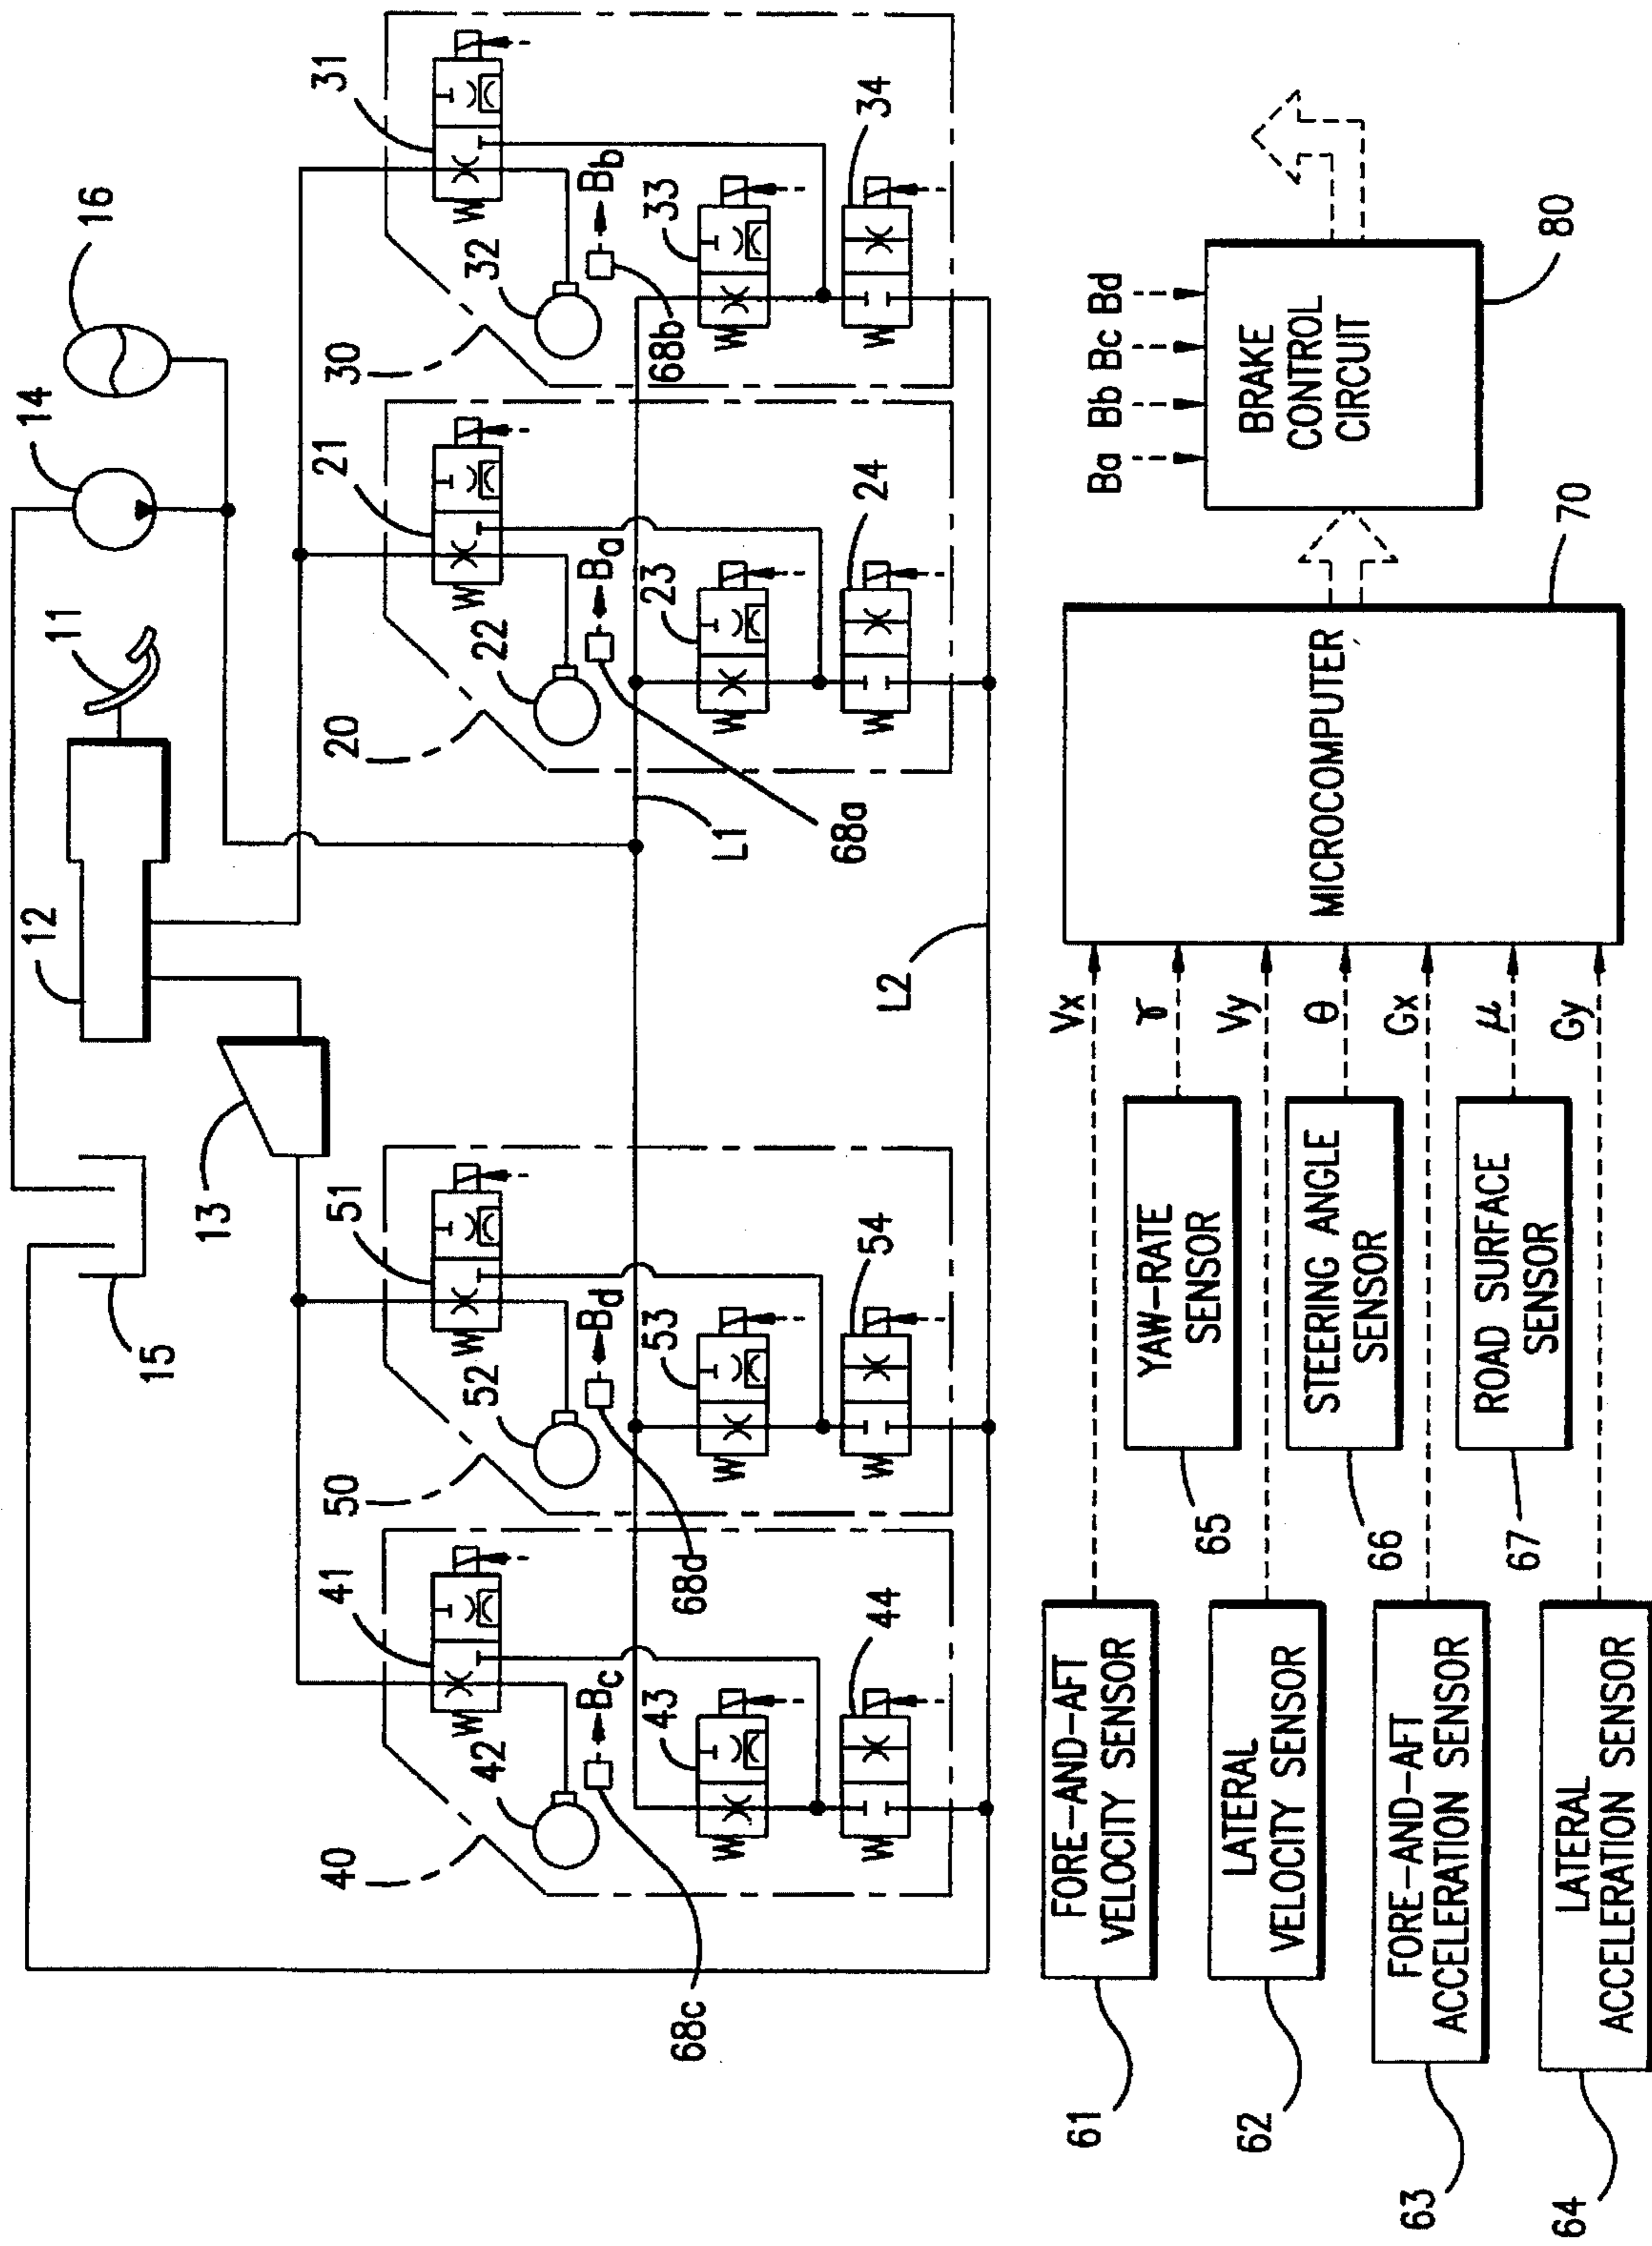 16
14
11
12
13
15
31
32
30
33
34
Bb
68b
21
22
20
23
24
Ba
68a
L1
L2
51
52
50
53
54
Bd
68d
41
42
40
43
44
Bc
68c
W
W
W
W
W
W
W
W
W
W
W
W
FORE-AND-AFT
VELOCITY SENSOR
61
LATERAL
VELOCITY SENSOR
62
FORE-AND-AFT
ACCELERATION SENSOR
63
LATERAL
ACCELERATION SENSOR
64
YAW-RATE
SENSOR
65
STEERING ANGLE
SENSOR
66
ROAD SURFACE
SENSOR
67
Vx
γ
Vy
θ
Gx
μ
Gy
MICROCOMPUTER
70
Ba Bb Bc Bd
BRAKE
CONTROL
CIRCUIT
80